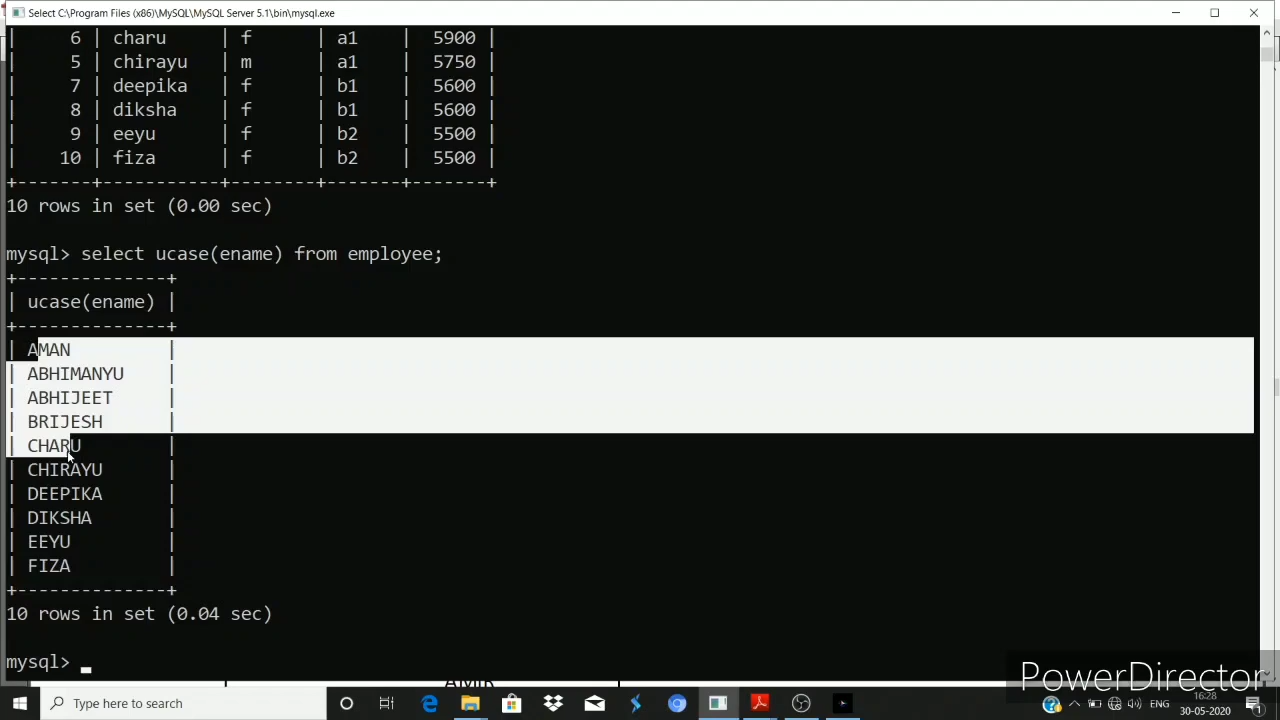 Select C:\Program Files (x86)\MySQL\MySQL Server 5.1\bin\mysql.exe
| 6 | charu | f | a1 | 5900 |
| 5 | chirayu | m | a1 | 5750 |
| 7 | deepika | f | b1 | 5600 |
| 8 | diksha | f | b1 | 5600 |
| 9 | eeyu | f | b2 | 5500 |
| 10 | fiza | f | b2 | 5500 |
+-------+-----------+--------+-------+-------+
10 rows in set (0.00 sec)
mysql> select ucase(ename) from employee;
+--------------+
| ucase(ename) |
+--------------+
| AMAN |
| ABHIMANYU |
| ABHIJEET |
| BRIJESH |
| CHARU |
| CHIRAYU |
| DEEPIKA |
| DIKSHA |
| EEYU |
| FIZA |
+--------------+
10 rows in set (0.04 sec)
mysql> _
AMIR
PowerDirector
Type here to search
ENG
16:28
30-05-2020